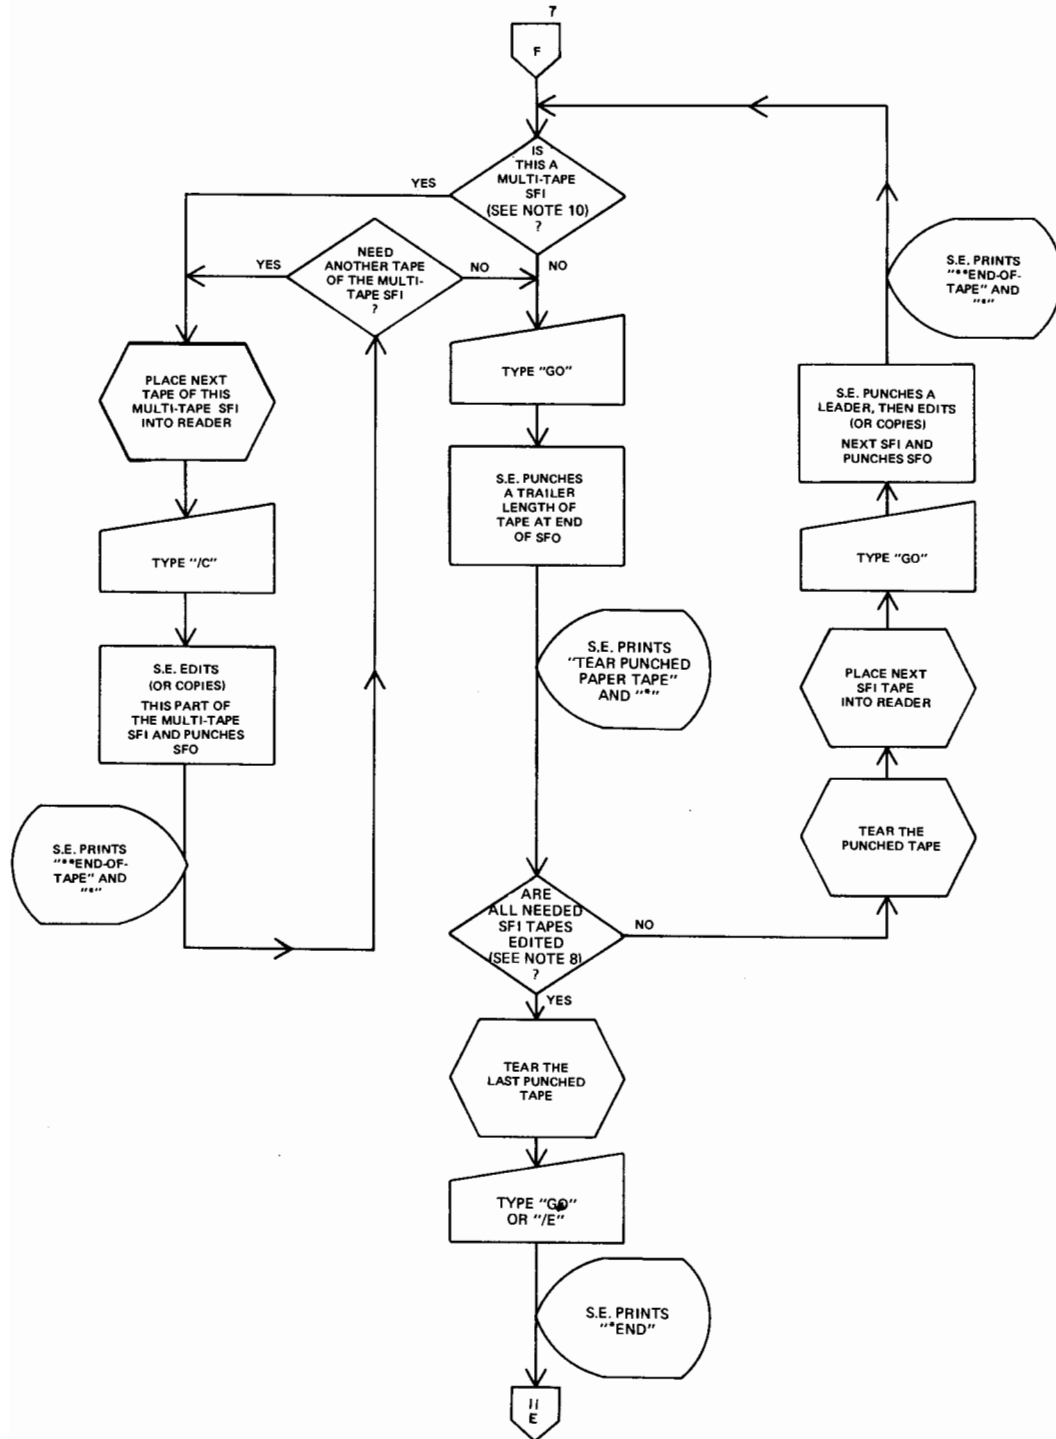 7
F
IS
THIS A
MULTI-TAPE
SFI
(SEE NOTE 10)
?
YES
NO
NEED
ANOTHER TAPE
OF THE MULTI-
TAPE SFI
?
YES
NO
PLACE NEXT
TAPE OF THIS
MULTI-TAPE SFI
INTO READER
TYPE "/C"
S.E. EDITS
(OR COPIES)
THIS PART OF
THE MULTI-TAPE
SFI AND PUNCHES
SFO
S.E. PRINTS
"**END-OF-
TAPE" AND
"*"
TYPE "GO"
S.E. PUNCHES
A TRAILER
LENGTH OF
TAPE AT END
OF SFO
S.E. PRINTS
"TEAR PUNCHED
PAPER TAPE"
AND "*"
ARE
ALL NEEDED
SFI TAPES
EDITED
(SEE NOTE 8)
?
NO
YES
TEAR THE
PUNCHED TAPE
PLACE NEXT
SFI TAPE
INTO READER
TYPE "GO"
S.E. PUNCHES A
LEADER, THEN EDITS
(OR COPIES)
NEXT SFI AND
PUNCHES SFO
S.E. PRINTS
"**END-OF-
TAPE" AND
"*"
TEAR THE
LAST PUNCHED
TAPE
TYPE "GO"
OR "/E"
S.E. PRINTS
"*END"
11
E